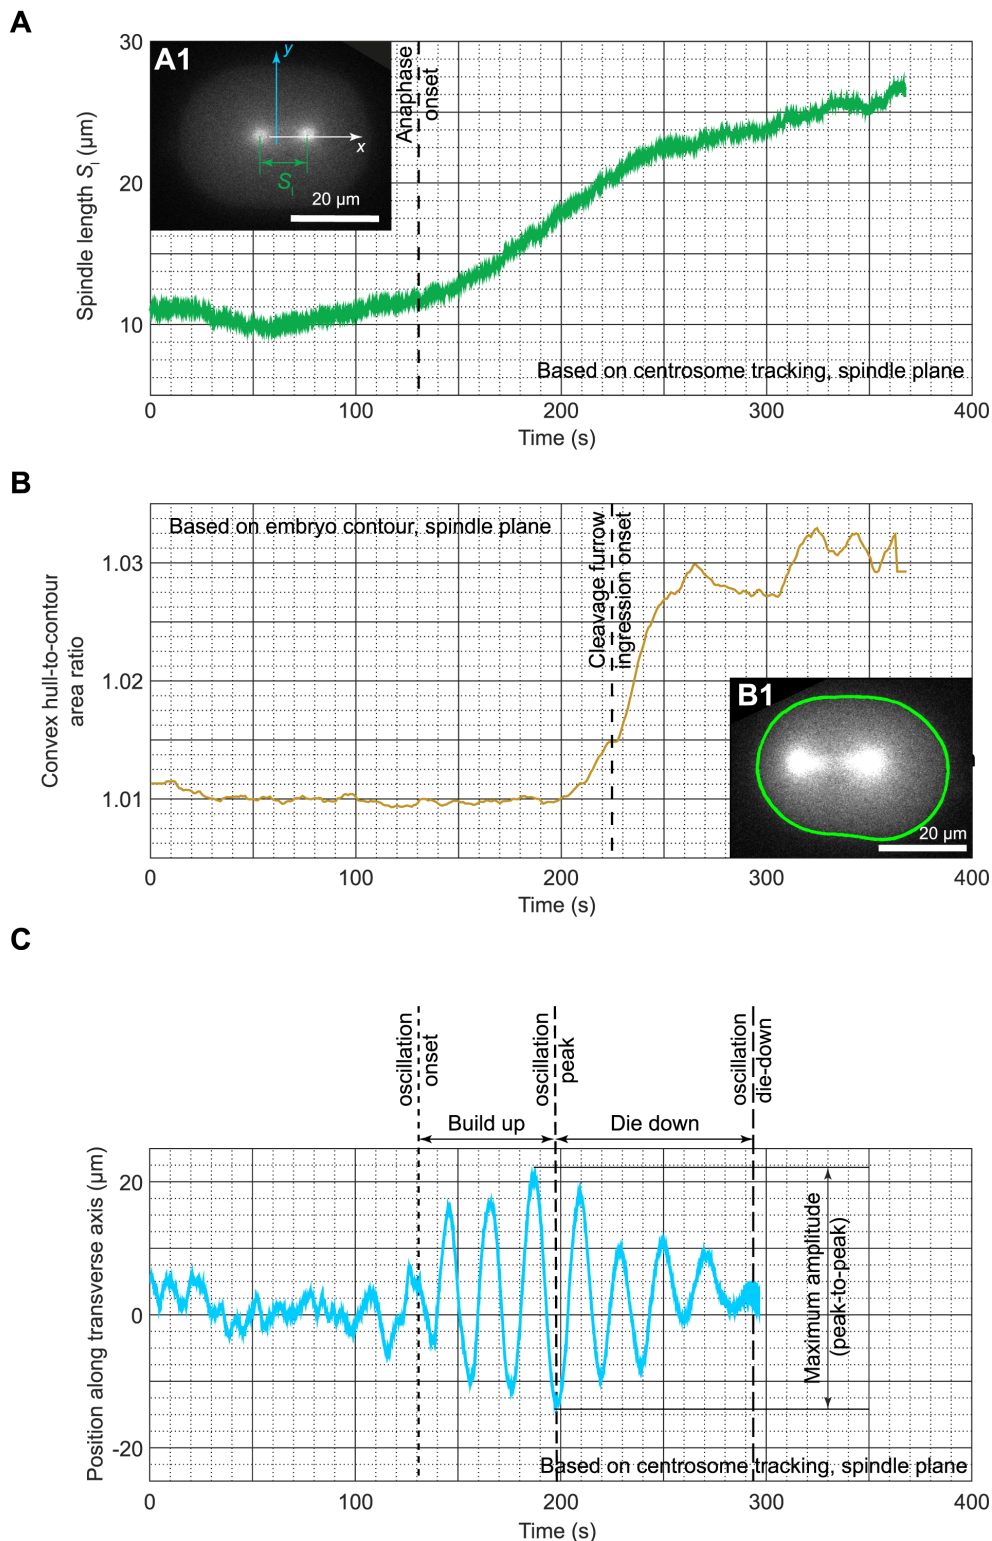 A
30
20
10
Spindle length Sₗ (μm)
A1
y
x
Sₗ
20 μm
Anaphase
onset
Based on centrosome tracking, spindle plane
0
100
200
300
400
Time (s)
B
1.03
1.02
1.01
Convex hull-to-contour
area ratio
Based on embryo contour, spindle plane
Cleavage furrow
ingression onset
B1
20 μm
0
100
200
300
400
Time (s)
C
oscillation
onset
oscillation
peak
oscillation
die-down
Build up
Die down
20
0
-20
Position along transverse axis (μm)
Maximum amplitude
(peak-to-peak)
Based on centrosome tracking, spindle plane
0
100
200
300
400
Time (s)